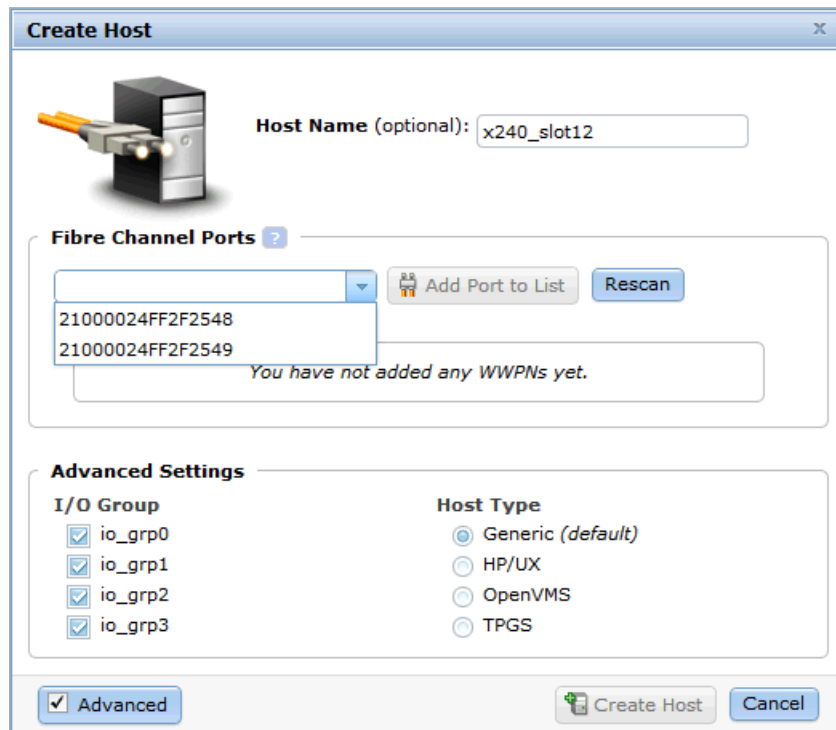 Create Host x
Host Name (optional): x240_slot12
Fibre Channel Ports ?
Add Port to List Rescan
21000024FF2F2548
21000024FF2F2549
You have not added any WWPNs yet.
Advanced Settings
I/O Group Host Type
io_grp0 Generic (default)
io_grp1 HP/UX
io_grp2 OpenVMS
io_grp3 TPGS
Advanced Create Host Cancel